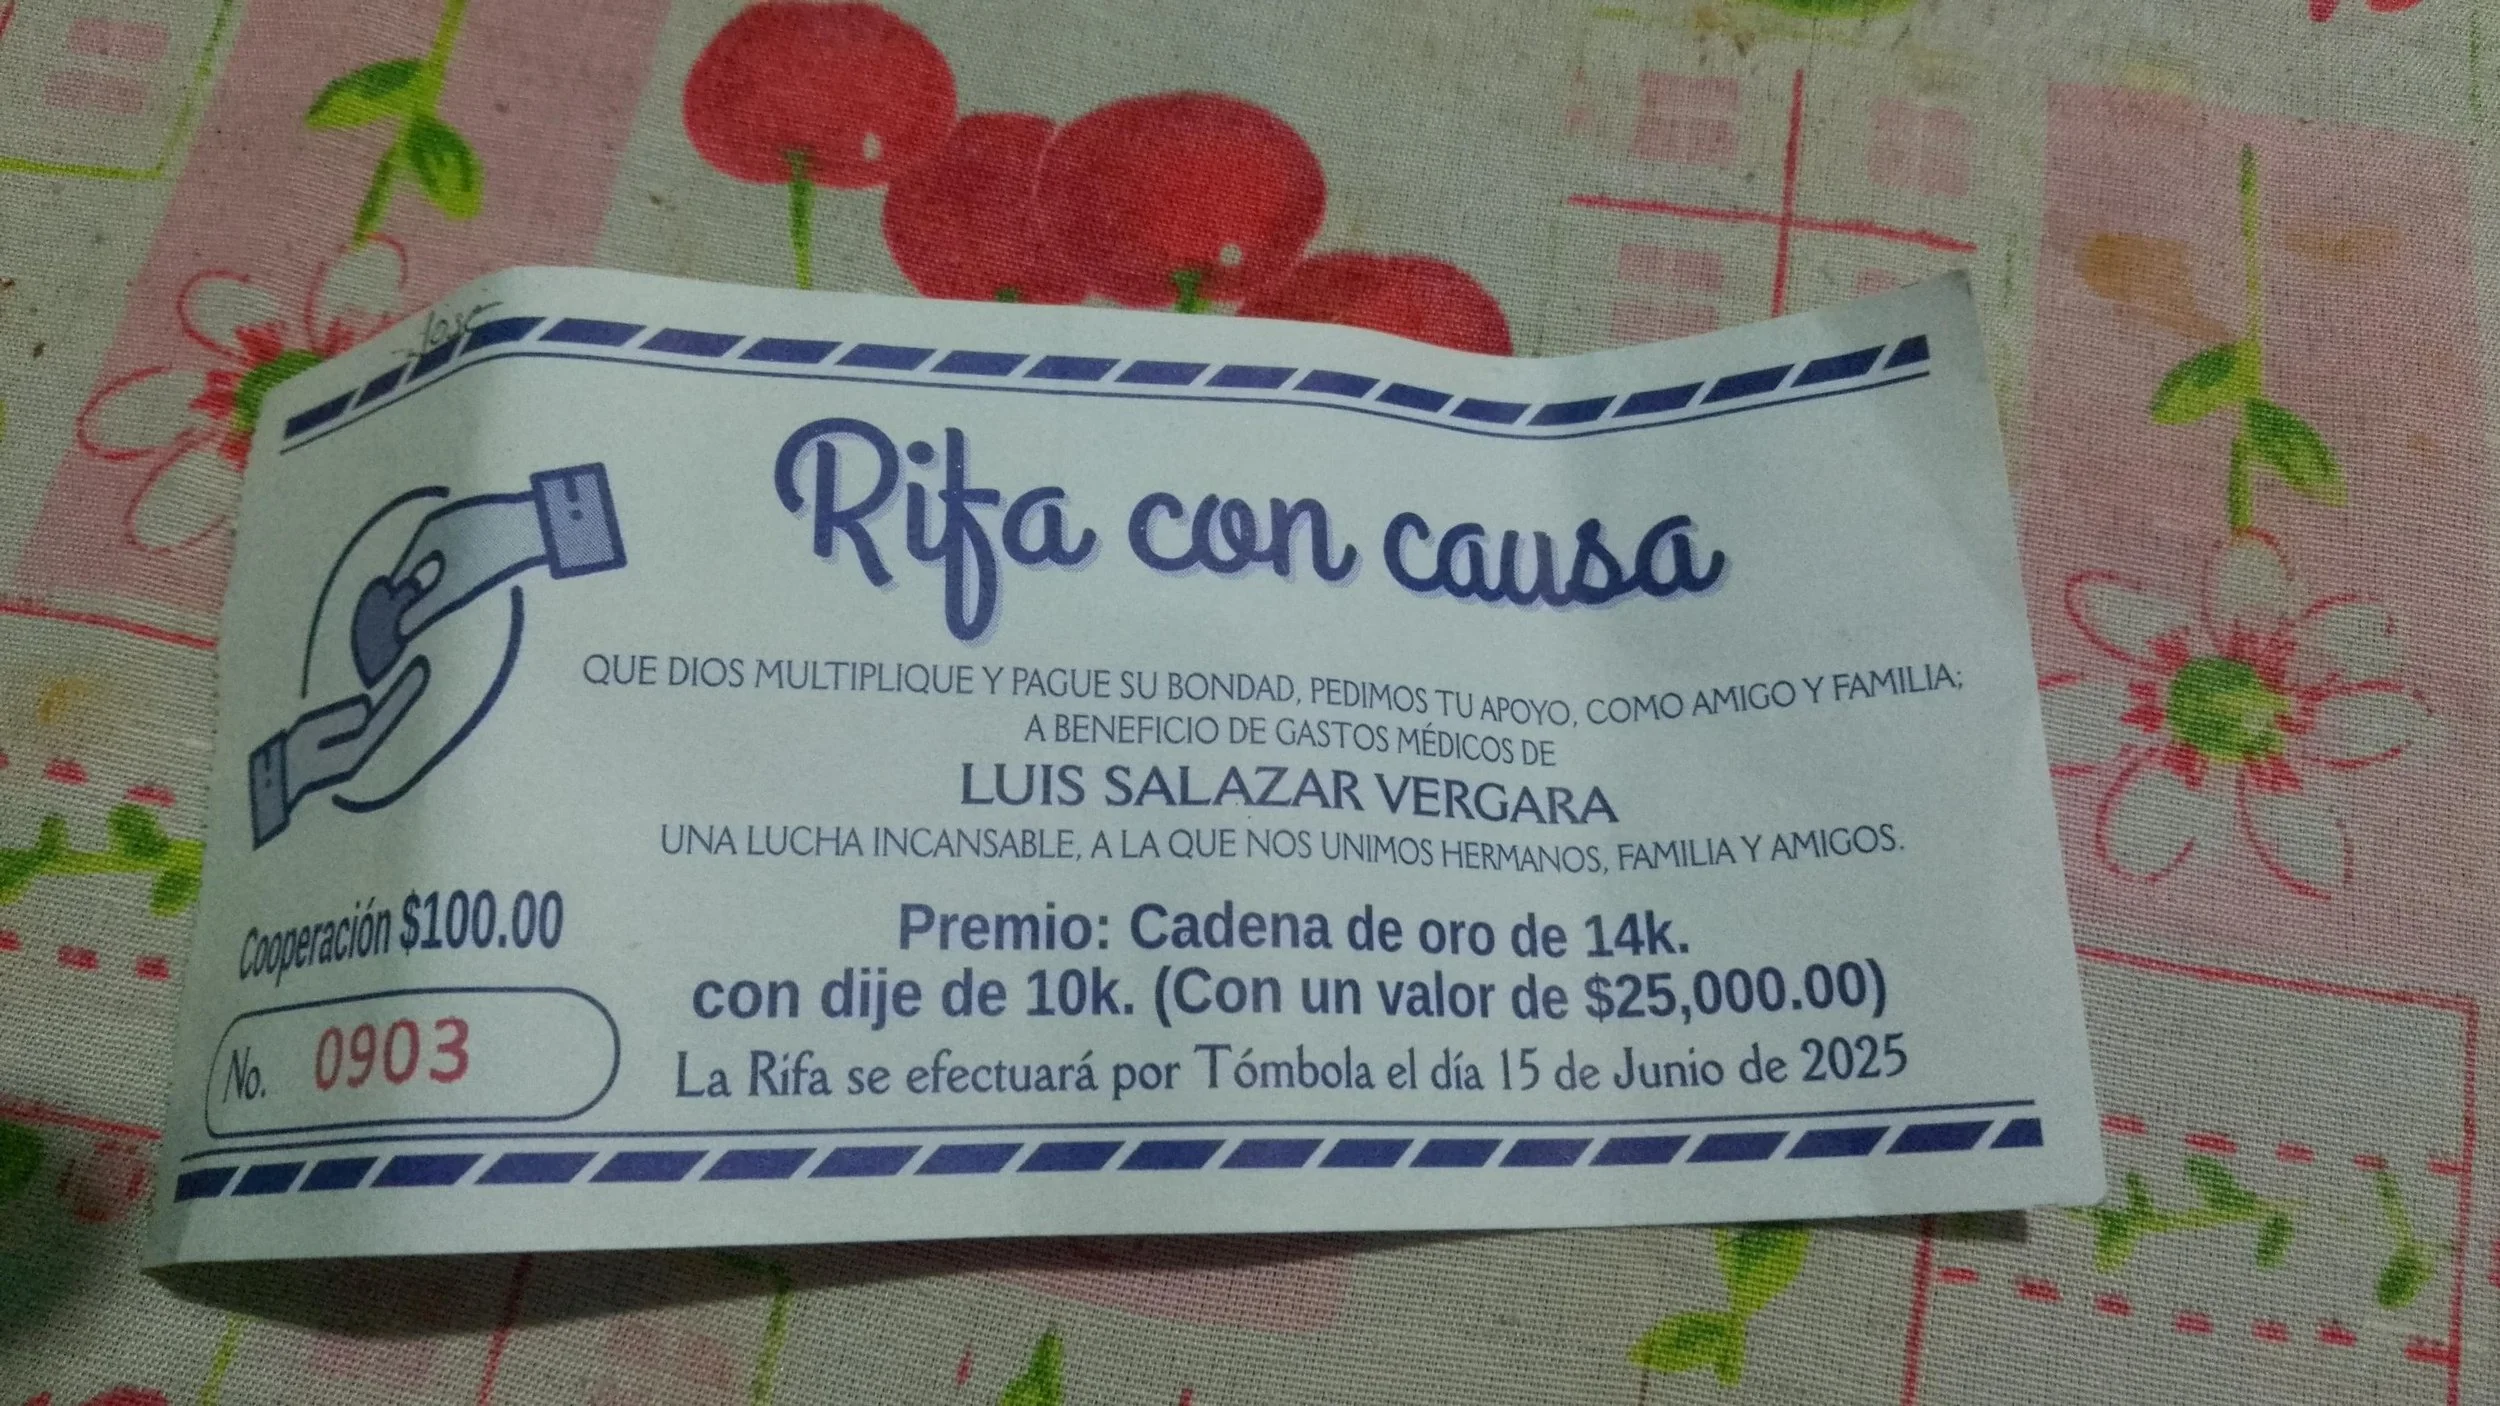 Jose
Rifa con causa
QUE DIOS MULTIPLIQUE Y PAGUE SU BONDAD, PEDIMOS TU APOYO, COMO AMIGO Y FAMILIA;
A BENEFICIO DE GASTOS MÉDICOS DE
LUIS SALAZAR VERGARA
UNA LUCHA INCANSABLE, A LA QUE NOS UNIMOS HERMANOS, FAMILIA Y AMIGOS.
Cooperación $100.00
No. 0903
Premio: Cadena de oro de 14k.
con dije de 10k. (Con un valor de $25,000.00)
La Rifa se efectuará por Tómbola el día 15 de Junio de 2025